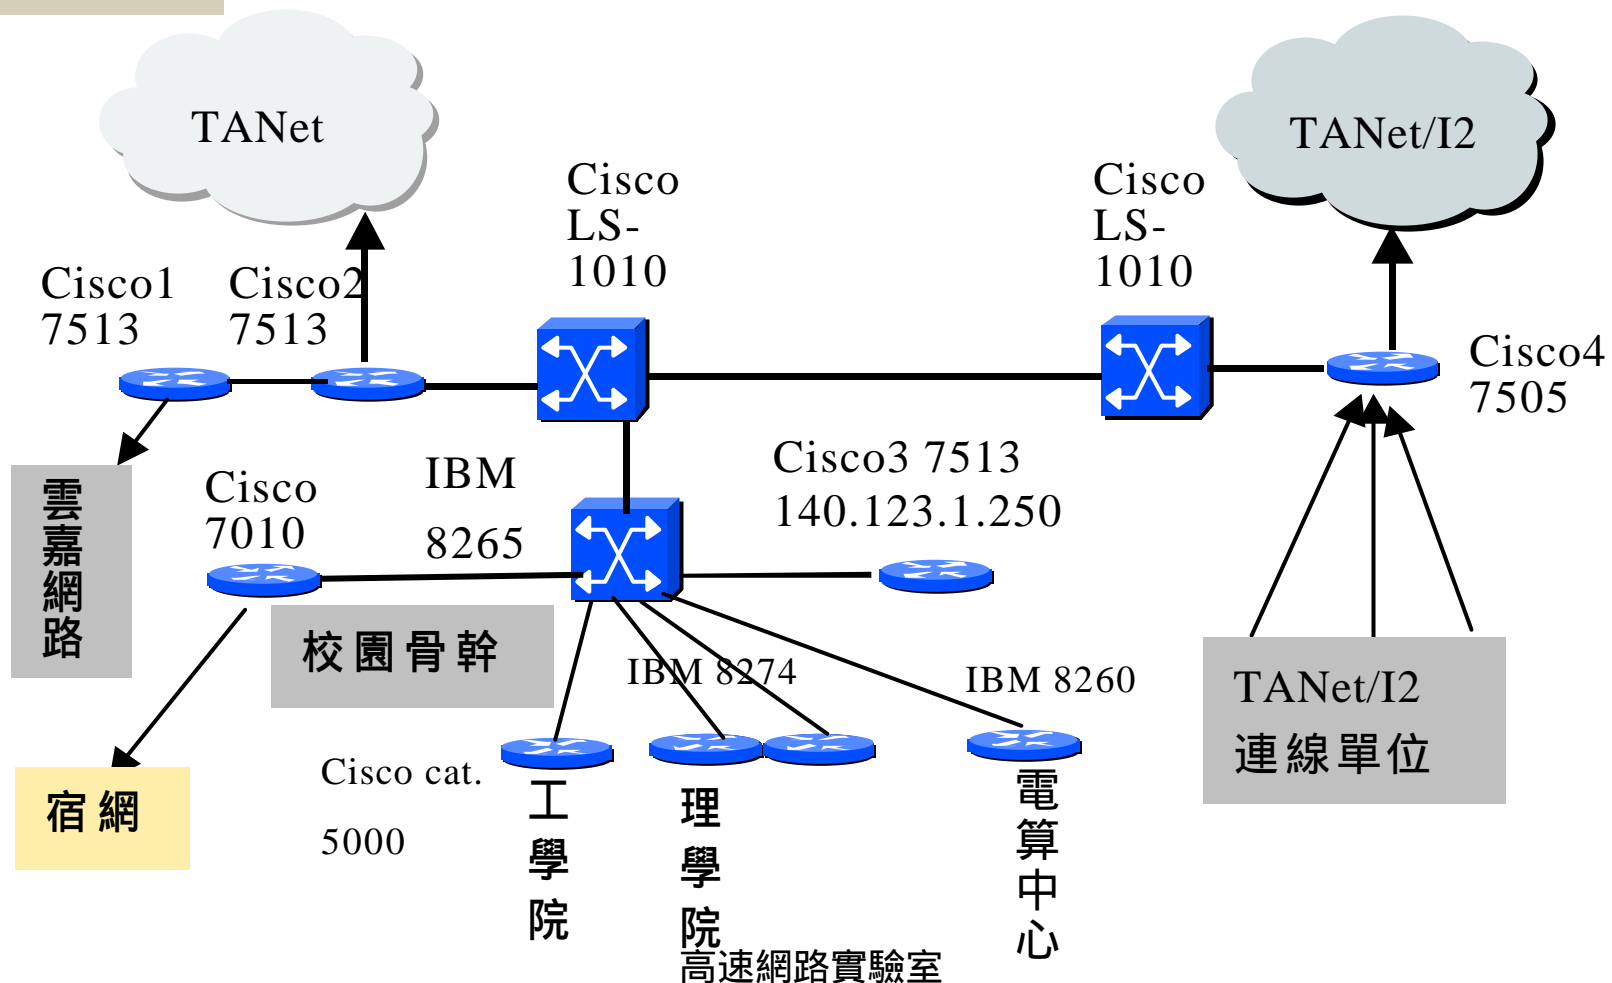 TANet
TANet/I2
Cisco
LS-
1010
Cisco
LS-
1010
Cisco1
7513
Cisco2
7513
Cisco4
7505
雲嘉網路
Cisco
7010
IBM
8265
Cisco3 7513
140.123.1.250
校園骨幹
IBM 8274
IBM 8260
TANet/I2
連線單位
宿網
Cisco cat.
5000
工學院
理學院
電算中心
高速網路實驗室